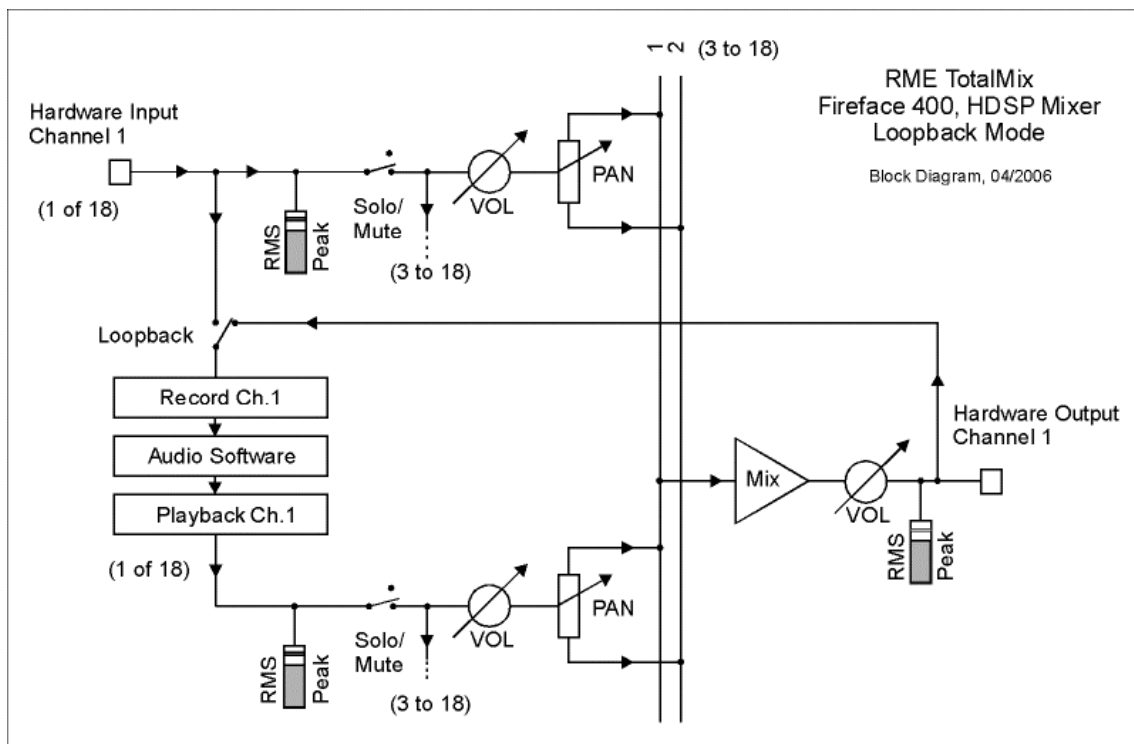 1
2
(3 to 18)
RME TotalMix
Fireface 400, HDSP Mixer
Loopback Mode
Block Diagram, 04/2006
Hardware Input
Channel 1
(1 of 18)
RMS
Peak
Solo/
Mute
(3 to 18)
VOL
PAN
Loopback
Record Ch.1
Audio Software
Playback Ch.1
(1 of 18)
RMS
Peak
Solo/
Mute
(3 to 18)
VOL
PAN
Mix
VOL
Hardware Output
Channel 1
RMS
Peak